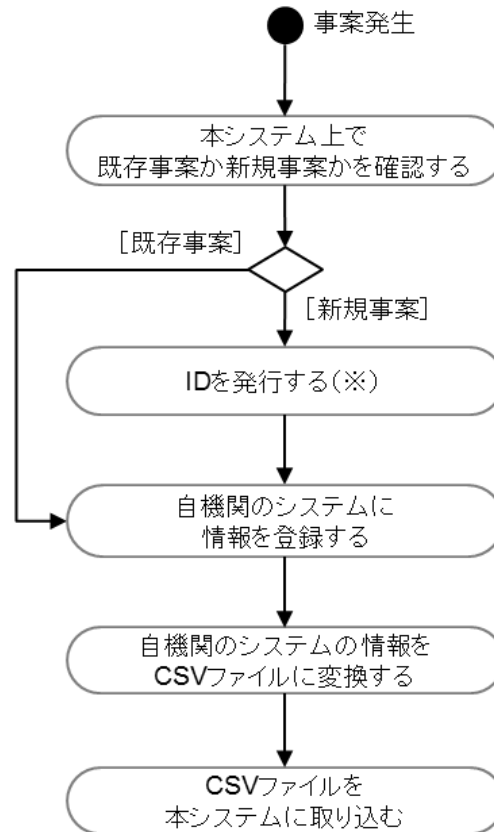 事案発生
本システム上で
既存事案か新規事案かを確認する
[既存事案]
[新規事案]
IDを発行する(※)
自機関のシステムに
情報を登録する
自機関のシステムの情報を
CSVファイルに変換する
CSVファイルを
本システムに取り込む